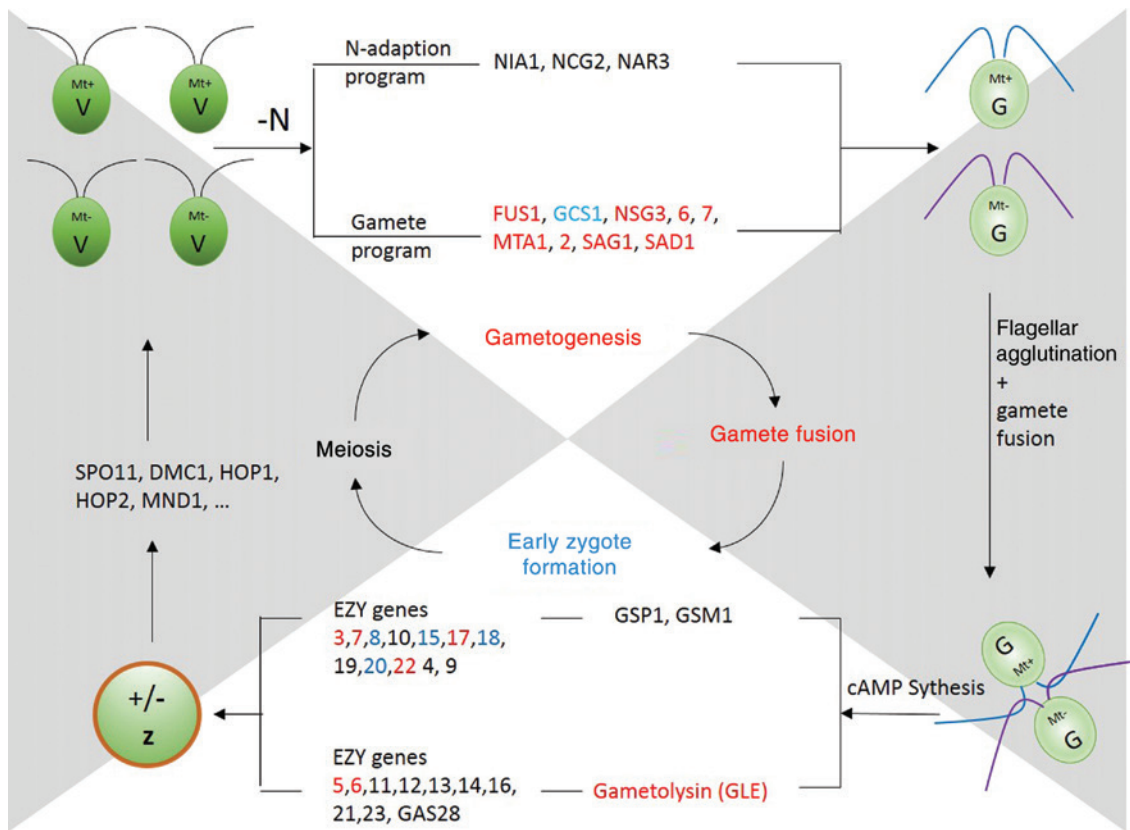 Mt+
V
Mt+
V
Mt-
V
Mt-
V
-N
N-adaption
program
NIA1, NCG2, NAR3
Gamete
program
FUS1, GCS1, NSG3, 6, 7,
MTA1, 2, SAG1, SAD1
Mt+
G
Mt-
G
Flagellar
agglutination
+
gamete
fusion
Gametogenesis
Gamete fusion
Early zygote
formation
Meiosis
SPO11, DMC1, HOP1,
HOP2, MND1, ...
G
Mt+
Mt-
G
cAMP Sythesis
GSP1, GSM1
Gametolysin (GLE)
EZY genes
3,7,8,10,15,17,18,
19,20,22 4, 9
EZY genes
5,6,11,12,13,14,16,
21,23, GAS28
+/-
z